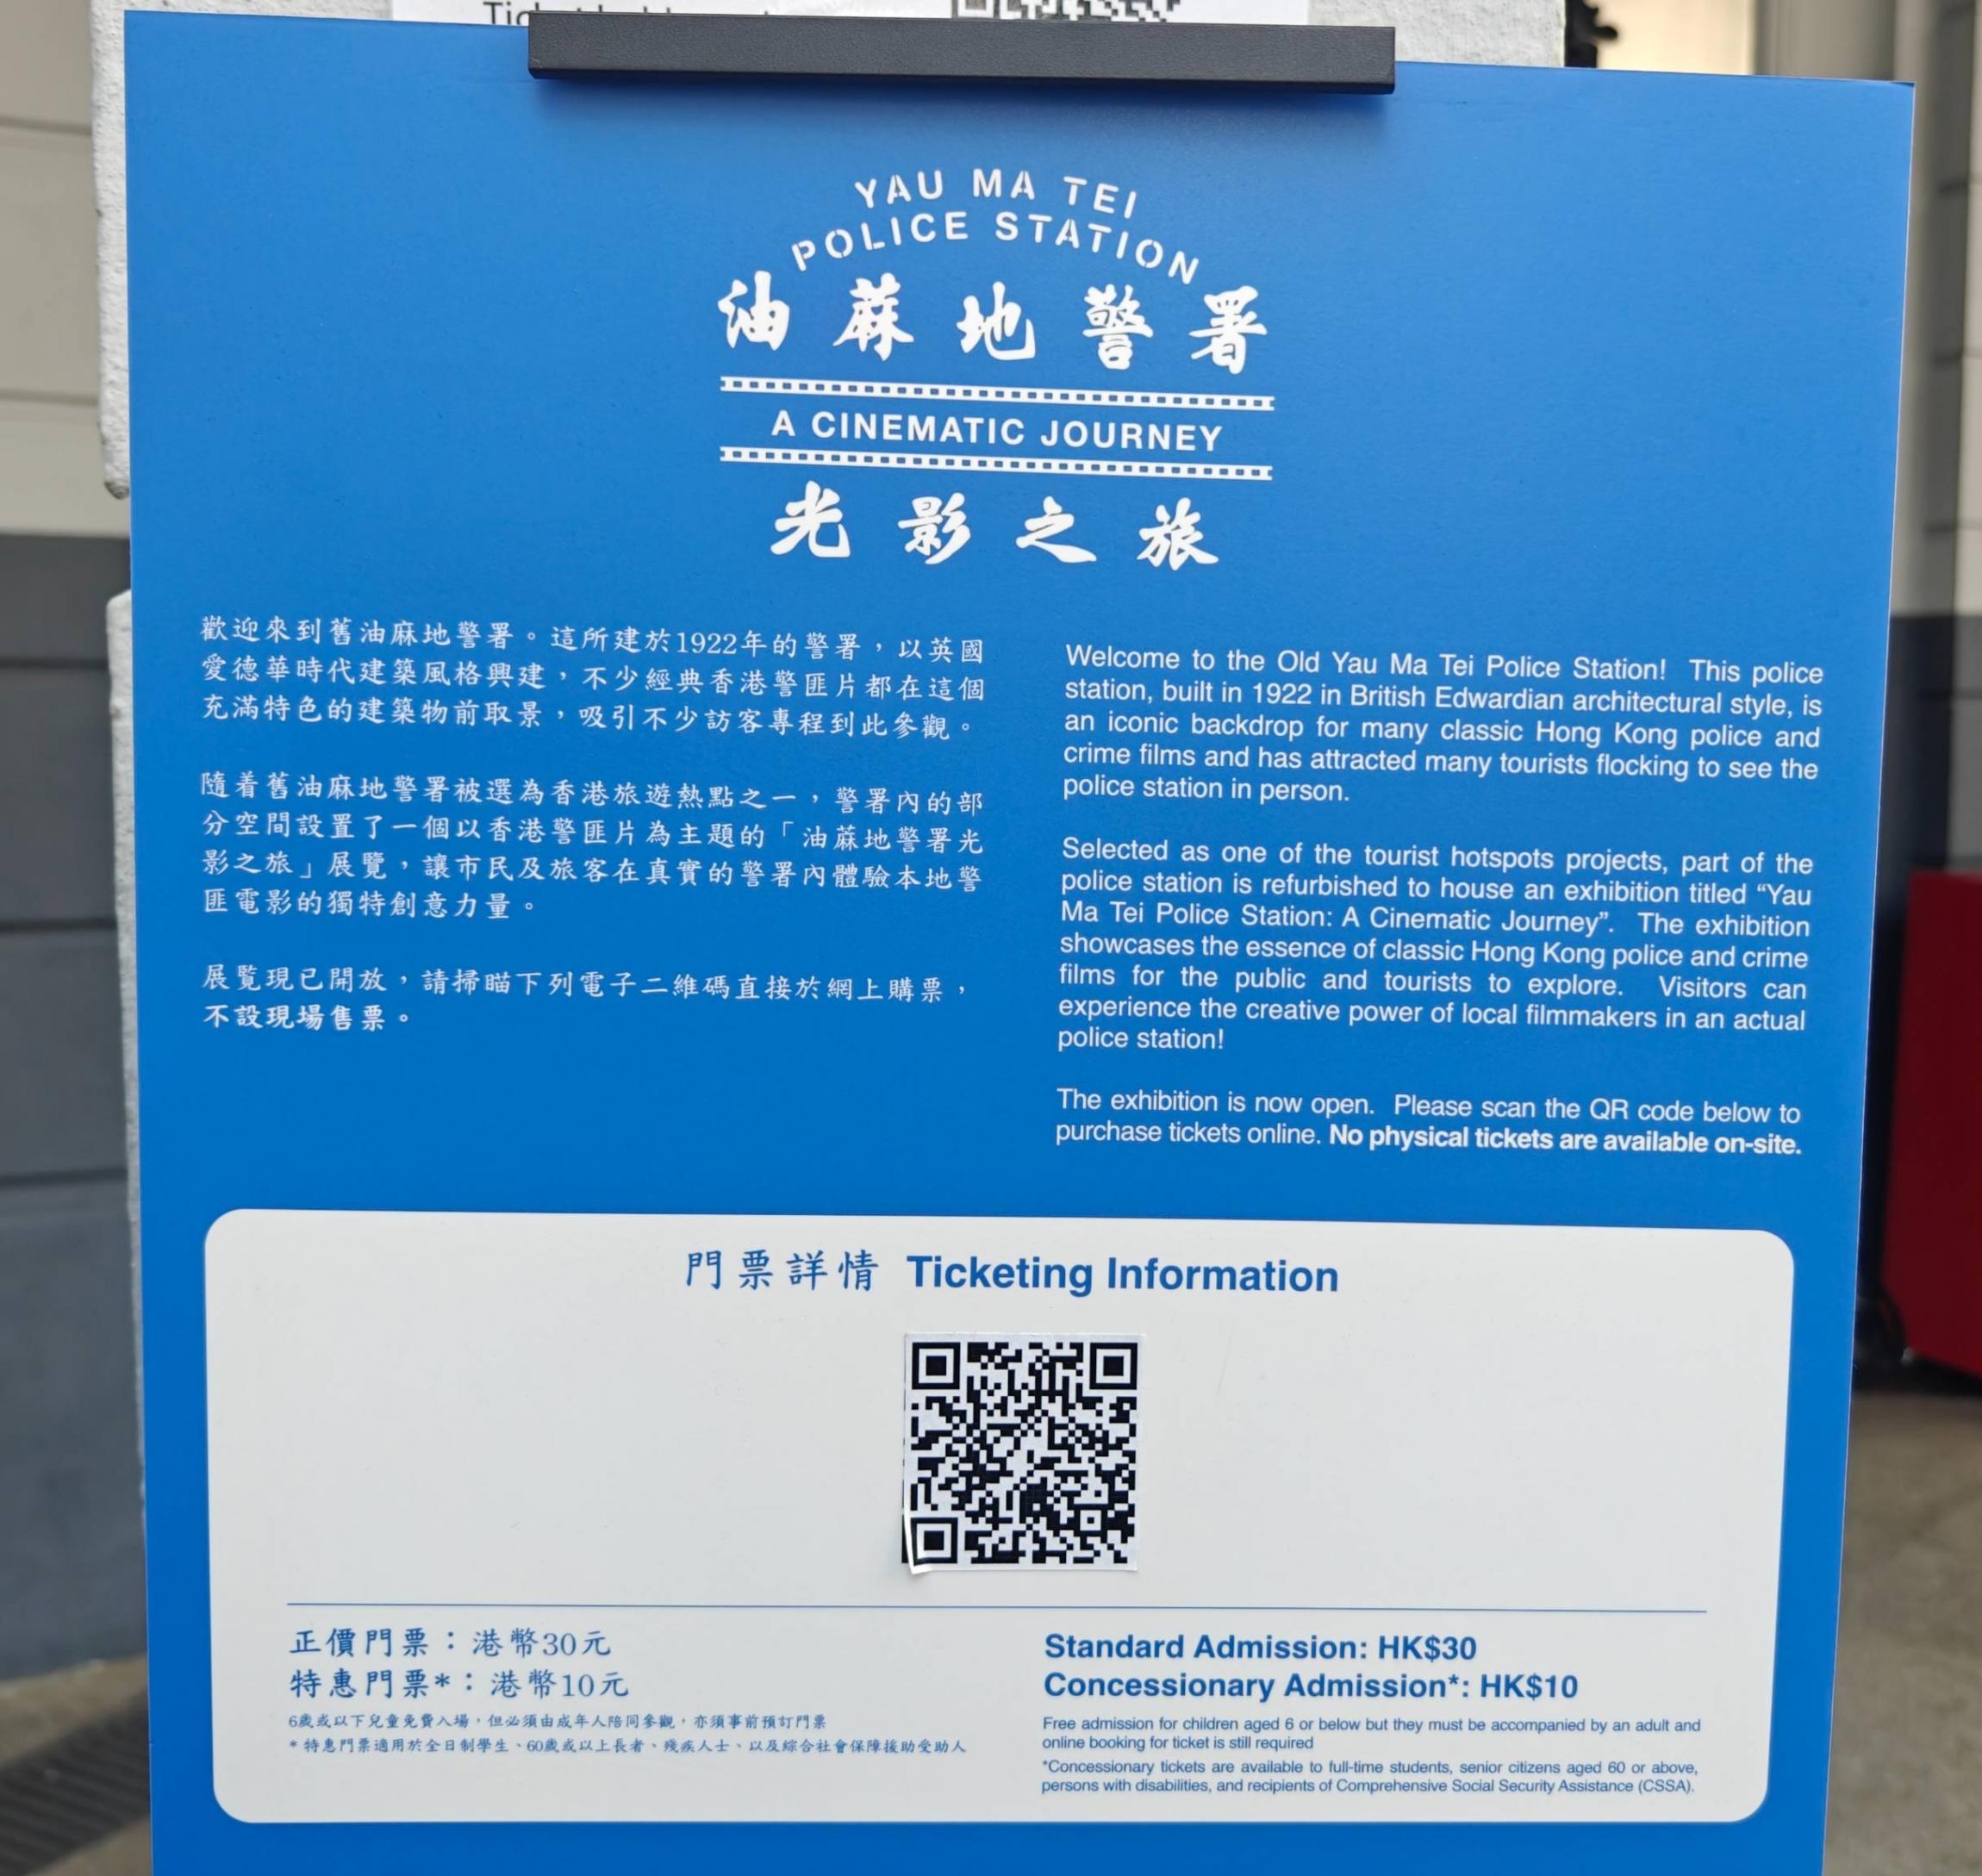 YAU MA TEI
POLICE STATION
油蔴地警署
A CINEMATIC JOURNEY
光影之旅
歡迎來到舊油麻地警署。這所建於1922年的警署，以英國
愛德華時代建築風格興建，不少經典香港警匪片都在這個
充滿特色的建築物前取景，吸引不少訪客專程到此參觀。
隨着舊油麻地警署被選為香港旅遊熱點之一，警署內的部
分空間設置了一個以香港警匪片為主題的「油蔴地警署光
影之旅」展覽，讓市民及旅客在真實的警署內體驗本地警
匪電影的獨特創意力量。
展覧現已開放，請掃瞄下列電子二維碼直接於網上購票，
不設現場售票。
Welcome to the Old Yau Ma Tei Police Station! This police
station, built in 1922 in British Edwardian architectural style, is
an iconic backdrop for many classic Hong Kong police and
crime films and has attracted many tourists flocking to see the
police station in person.
Selected as one of the tourist hotspots projects, part of the
police station is refurbished to house an exhibition titled “Yau
Ma Tei Police Station: A Cinematic Journey”. The exhibition
showcases the essence of classic Hong Kong police and crime
films for the public and tourists to explore. Visitors can
experience the creative power of local filmmakers in an actual
police station!
The exhibition is now open. Please scan the QR code below to
purchase tickets online. No physical tickets are available on-site.
門票詳情 Ticketing Information
正價門票：港幣30元
特惠門票*：港幣10元
6歲或以下兒童免費入場，但必須由成年人陪同參觀，亦須事前預訂門票
* 特惠門票適用於全日制學生、60歲或以上長者、殘疾人士、以及綜合社會保障援助受助人
Standard Admission: HK$30
Concessionary Admission*: HK$10
Free admission for children aged 6 or below but they must be accompanied by an adult and
online booking for ticket is still required
*Concessionary tickets are available to full-time students, senior citizens aged 60 or above,
persons with disabilities, and recipients of Comprehensive Social Security Assistance (CSSA).